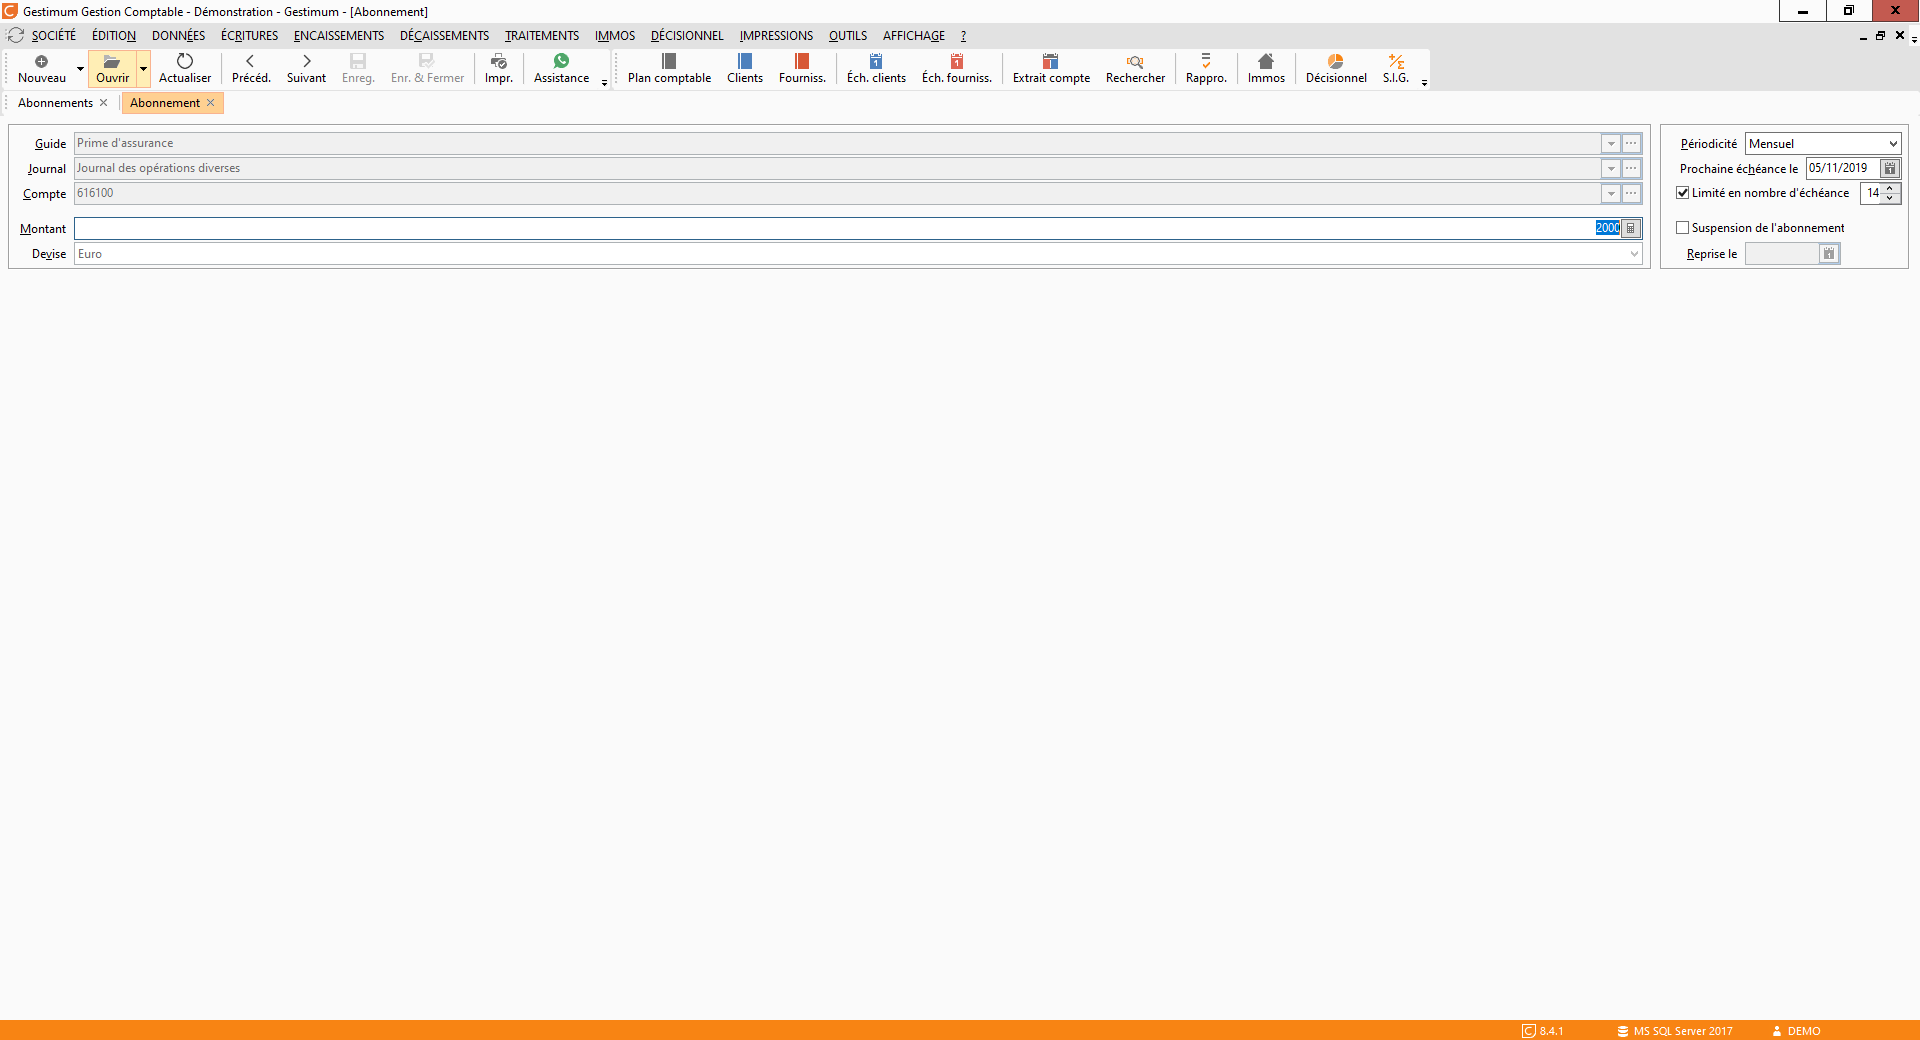 Gestimum Gestion Comptable - Démonstration - Gestimum - [Abonnement]
SOCIÉTÉ ÉDITION DONNÉES ÉCRITURES ENCAISSEMENTS DÉCAISSEMENTS TRAITEMENTS IMMOS DÉCISIONNEL IMPRESSIONS OUTILS AFFICHAGE ?
Nouveau Ouvrir Actualiser Précéd. Suivant Enreg. Enr. & Fermer Impr. Assistance Plan comptable Clients Fourniss. Éch. clients Éch. fourniss. Extrait compte Rechercher Rappro. Immos Décisionnel S.I.G.
Abonnements Abonnement
Guide Prime d'assurance
Journal Journal des opérations diverses
Compte 616100
Montant 2000
Devise Euro
Périodicité Mensuel
Prochaine échéance le 05/11/2019
Limité en nombre d'échéance 14
Suspension de l'abonnement
Reprise le
8.4.1 MS SQL Server 2017 DEMO